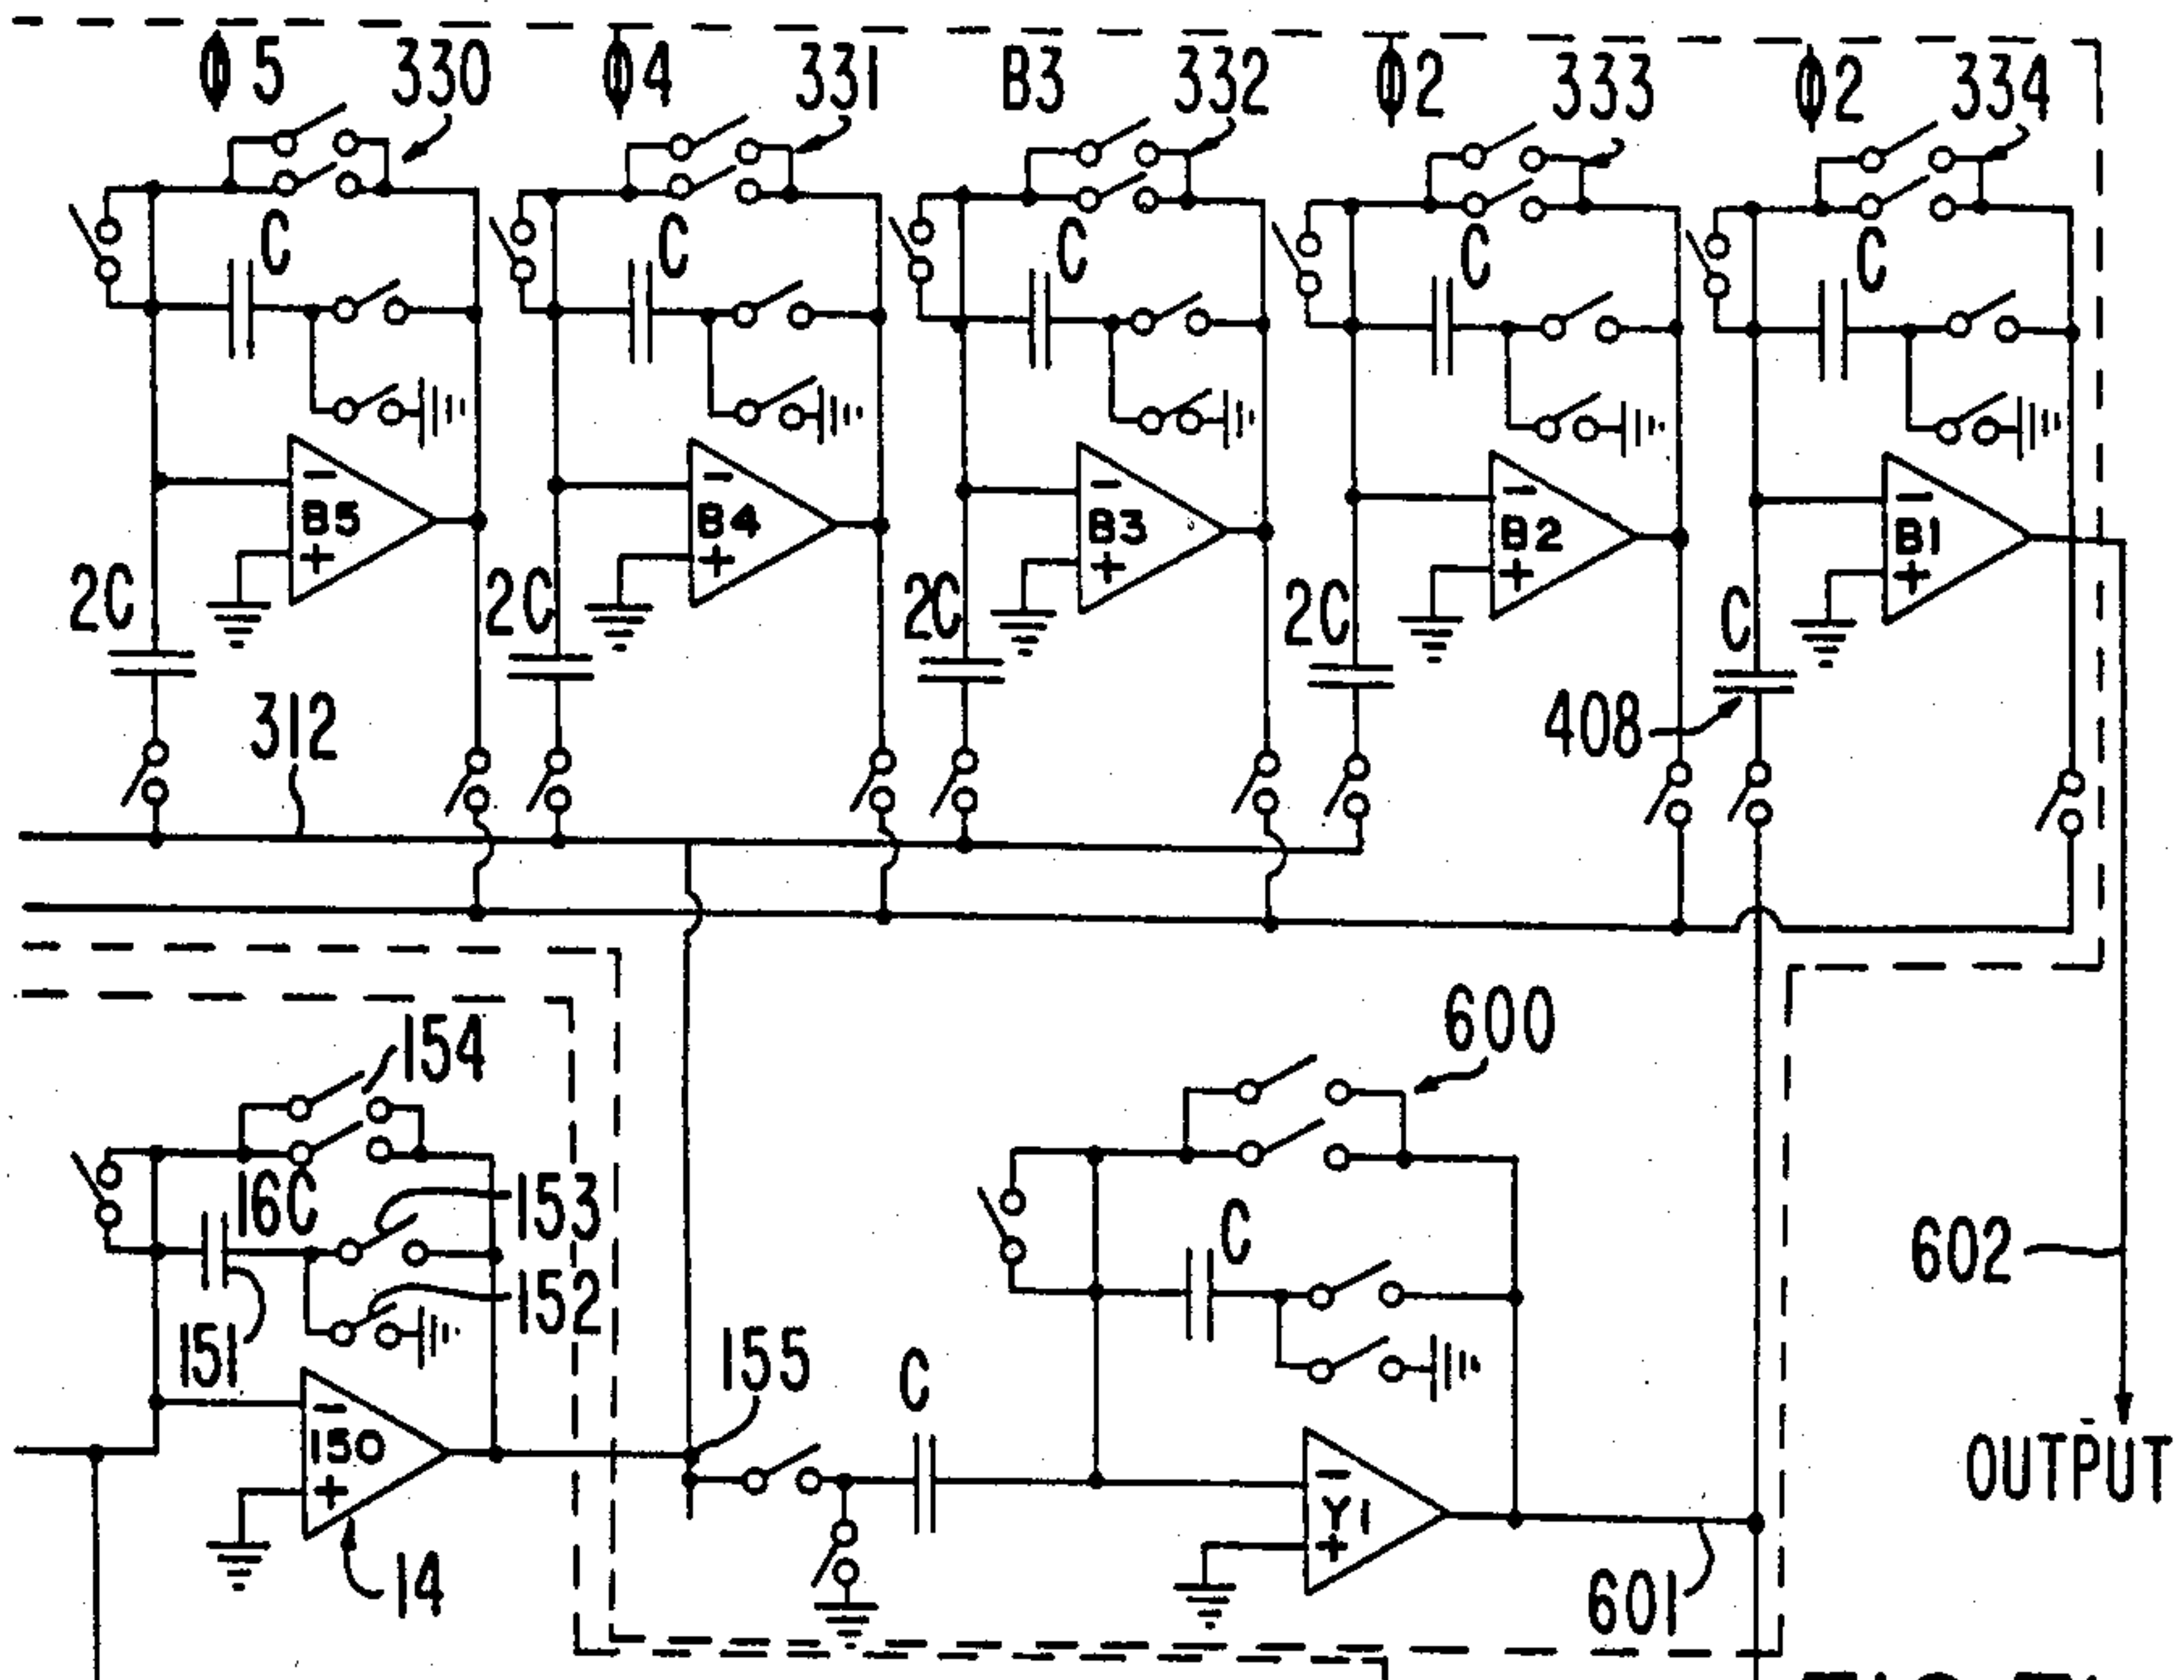 Φ5 330 Φ4 331 B3 332 Φ2 333 Φ2 334
C C C C C
B5 B4 B3 B2 B1
- - - - -
+ + + + +
2C 2C 2C 2C C
312 408
154 600
16C 153 C 602
151 152
155 C
- 150 + - Y1 + OUTPUT
14 601